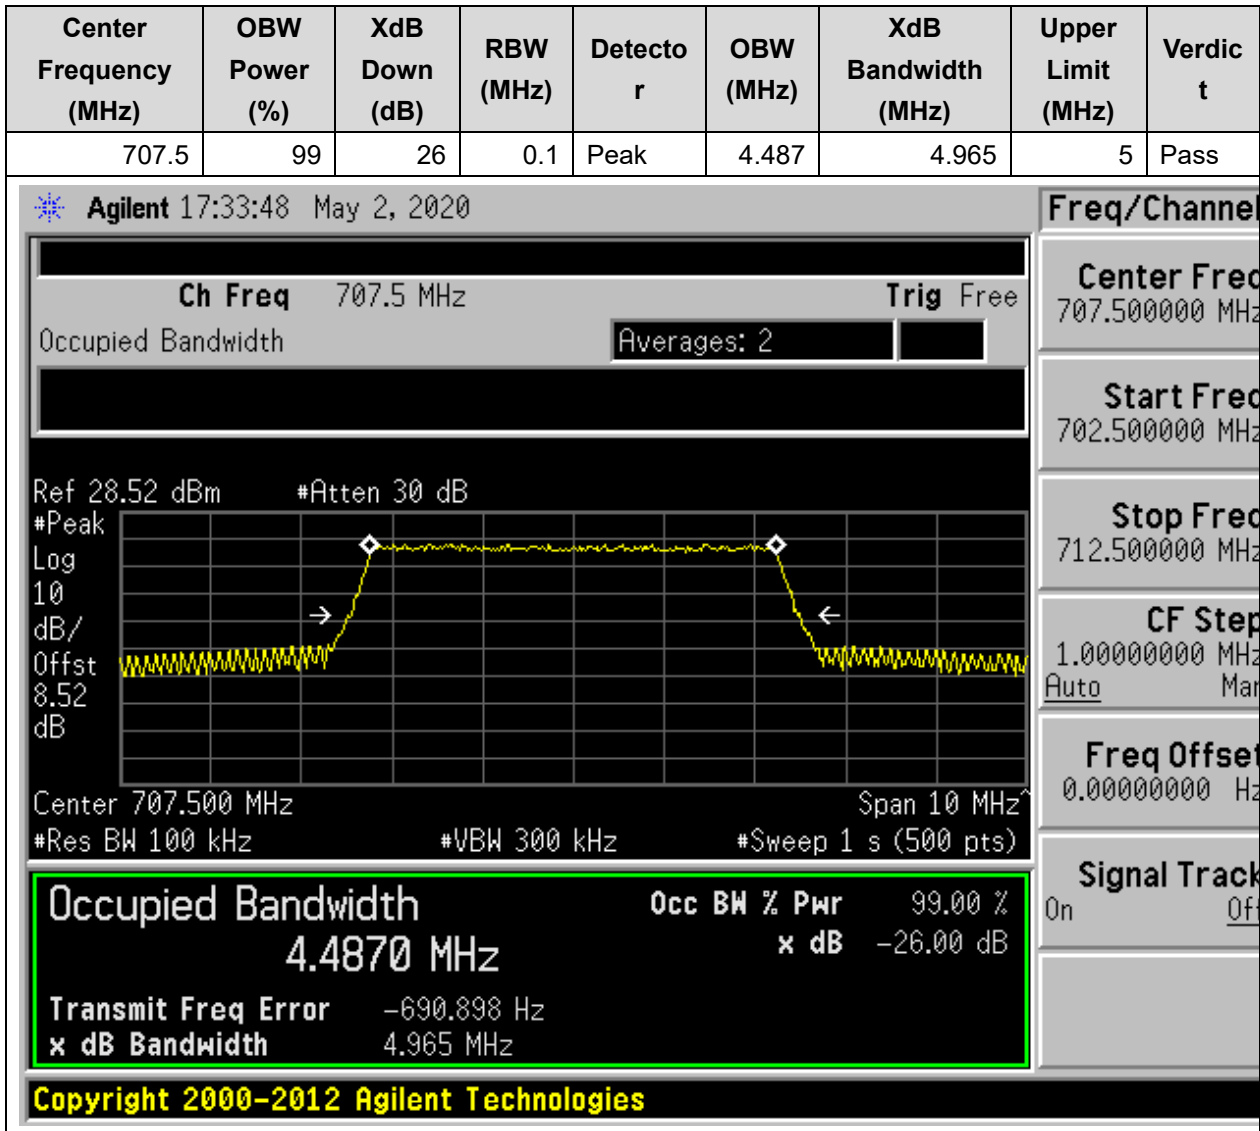 Center Frequency (MHz) OBW Power (%) XdB Down (dB) RBW (MHz) Detector OBW (MHz) XdB Bandwidth (MHz) Upper Limit (MHz) Verdict
707.5 99 26 0.1 Peak 4.487 4.965 5 Pass
Agilent 17:33:48 May 2, 2020
Freq/Channel
Ch Freq 707.5 MHz Trig Free
Occupied Bandwidth Averages: 2
Center Freq
707.500000 MHz
Start Freq
702.500000 MHz
Stop Freq
712.500000 MHz
CF Step
1.00000000 MHz
Auto Man
Freq Offset
0.00000000 Hz
Signal Track
On Off
Ref 28.52 dBm #Atten 30 dB
#Peak
Log
10
dB/
Offst
8.52
dB
Center 707.500 MHz Span 10 MHz^
#Res BW 100 kHz #VBW 300 kHz #Sweep 1 s (500 pts)
Occupied Bandwidth Occ BW % Pwr 99.00 %
4.4870 MHz x dB -26.00 dB
Transmit Freq Error -690.898 Hz
x dB Bandwidth 4.965 MHz
Copyright 2000-2012 Agilent Technologies